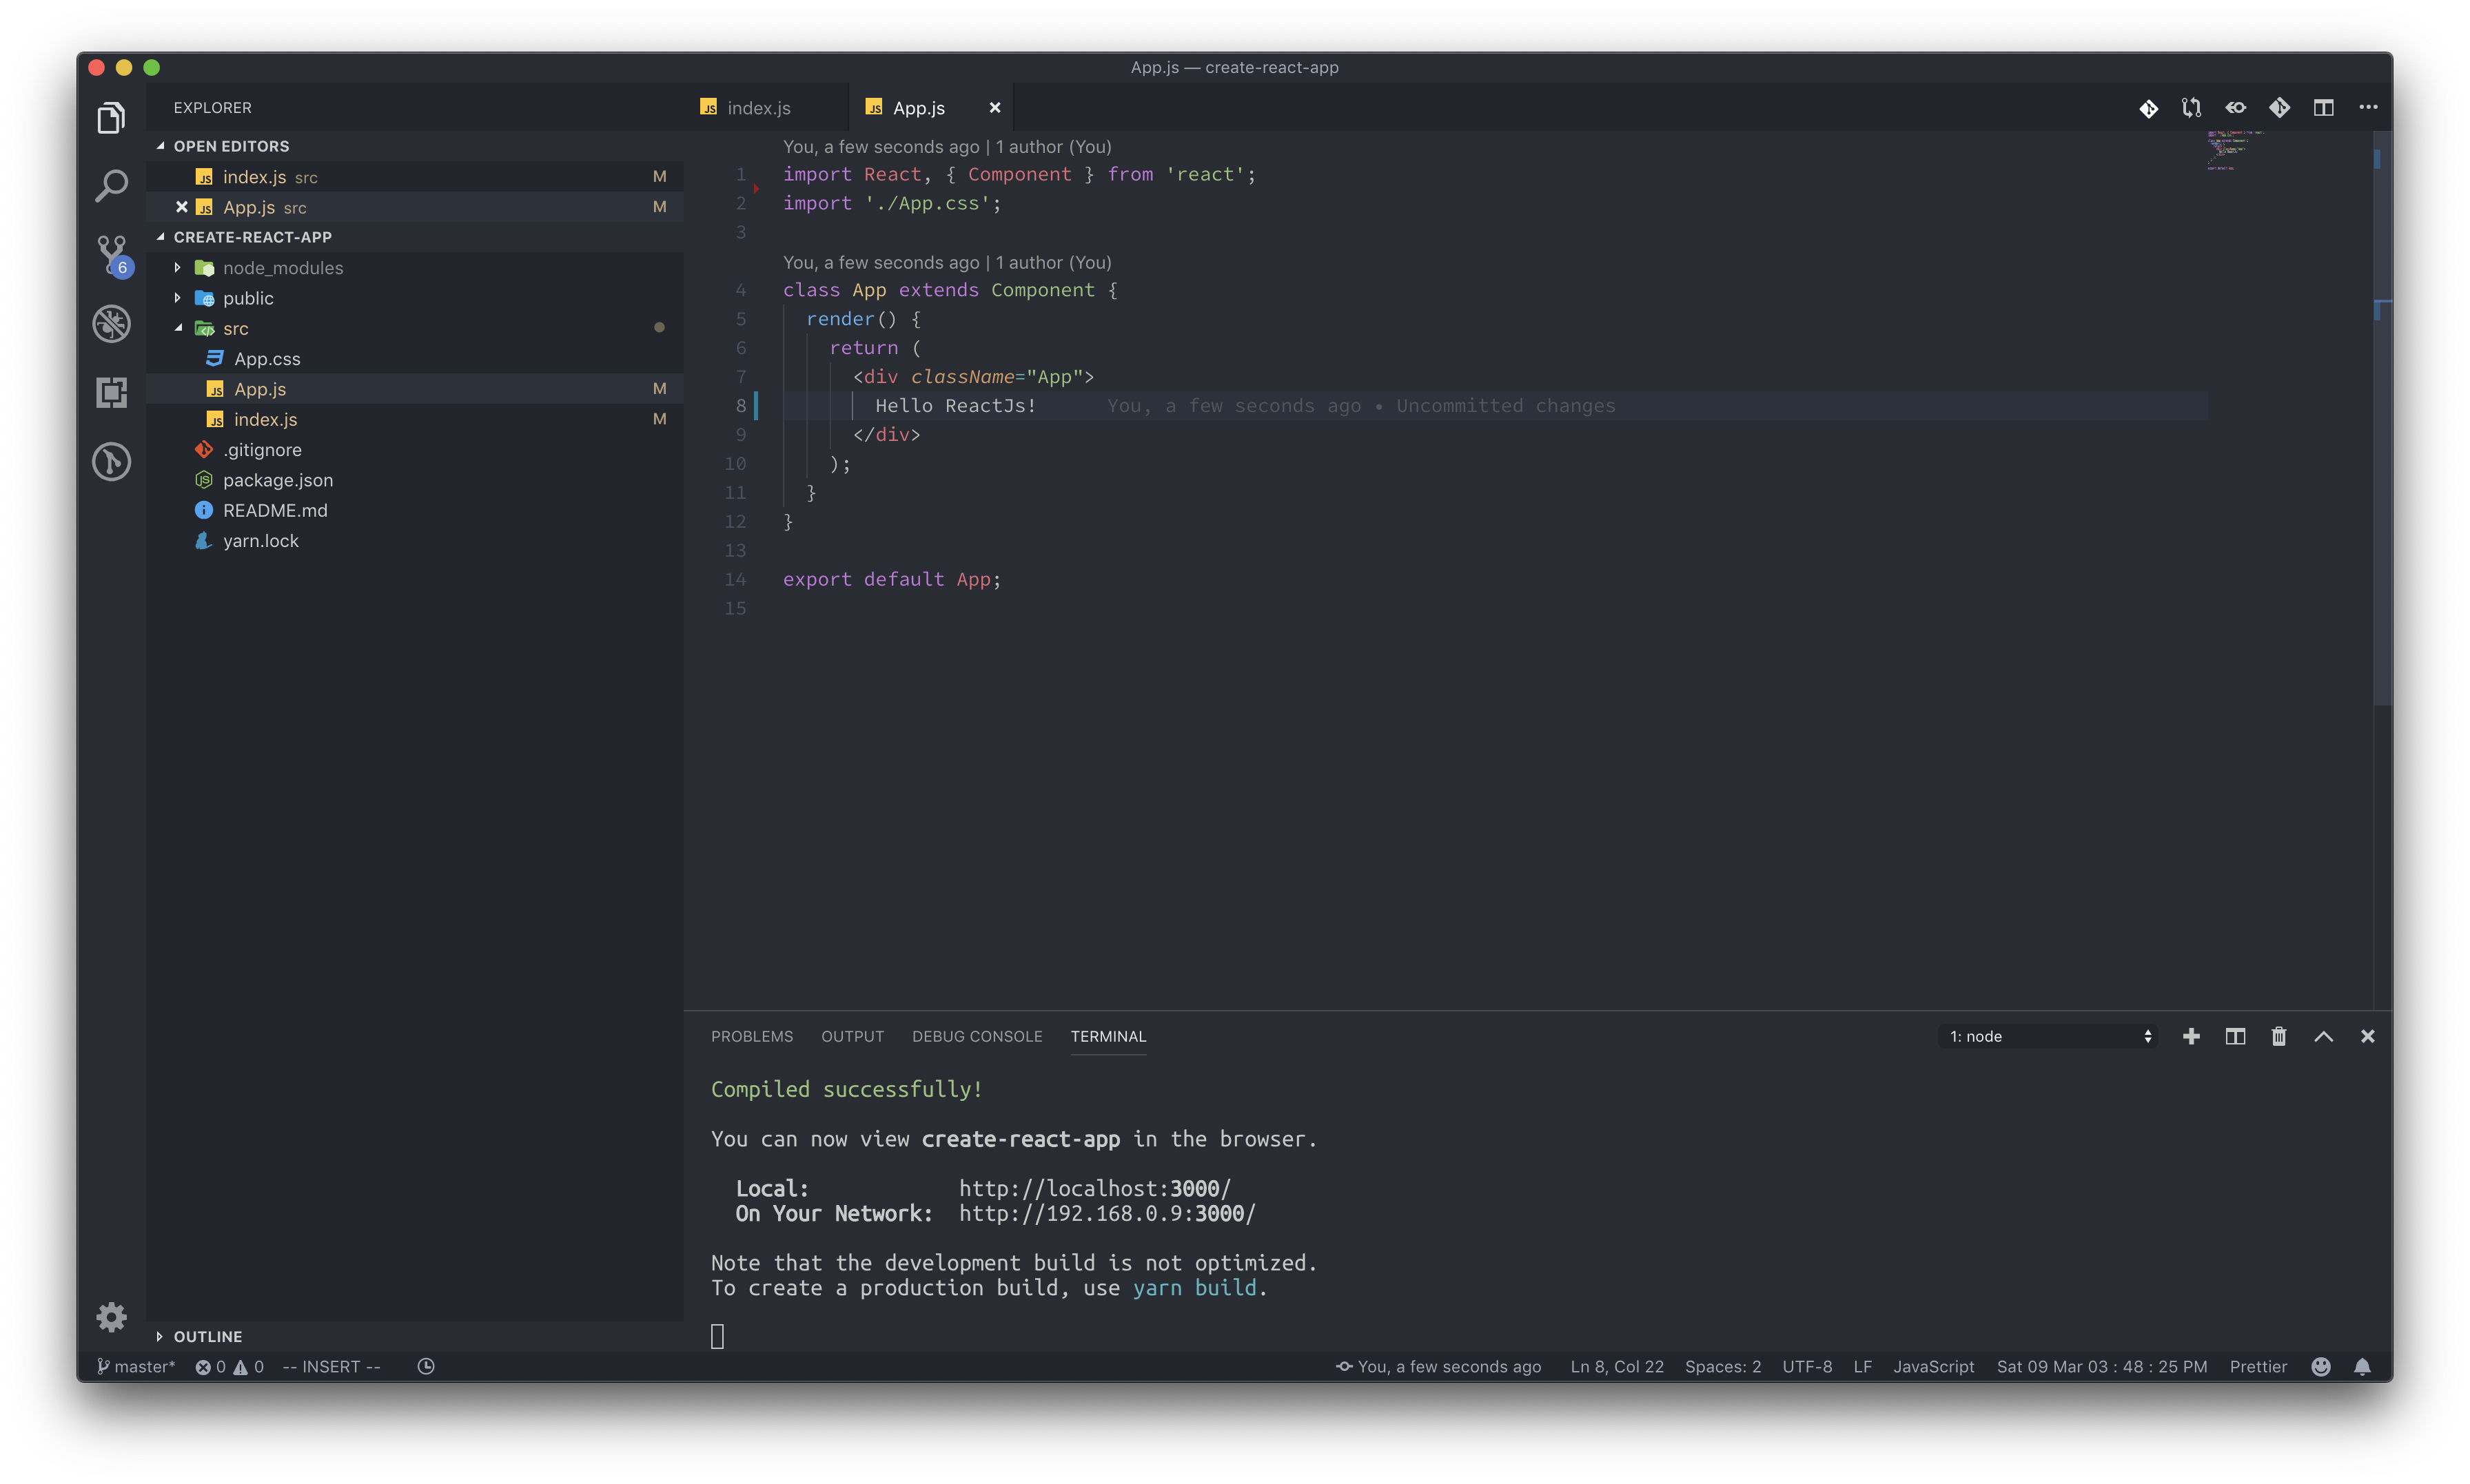 App.js — create-react-app
EXPLORER
OPEN EDITORS
JS index.js src M
JS App.js src M
CREATE-REACT-APP
node_modules
public
src
App.css
JS App.js M
JS index.js M
.gitignore
JS package.json
i README.md
yarn.lock
OUTLINE
6
JS index.js
JS App.js
You, a few seconds ago | 1 author (You)
1 import React, { Component } from 'react';
2 import './App.css';
3
You, a few seconds ago | 1 author (You)
4 class App extends Component {
5 render() {
6 return (
7 <div className="App">
8 Hello ReactJs! You, a few seconds ago • Uncommitted changes
9 </div>
10 );
11 }
12 }
13
14 export default App;
15
PROBLEMS OUTPUT DEBUG CONSOLE TERMINAL 1: node
Compiled successfully!
You can now view create-react-app in the browser.
Local: http://localhost:3000/
On Your Network: http://192.168.0.9:3000/
Note that the development build is not optimized.
To create a production build, use yarn build.
master* 0 0 -- INSERT -- You, a few seconds ago Ln 8, Col 22 Spaces: 2 UTF-8 LF JavaScript Sat 09 Mar 03 : 48 : 25 PM Prettier